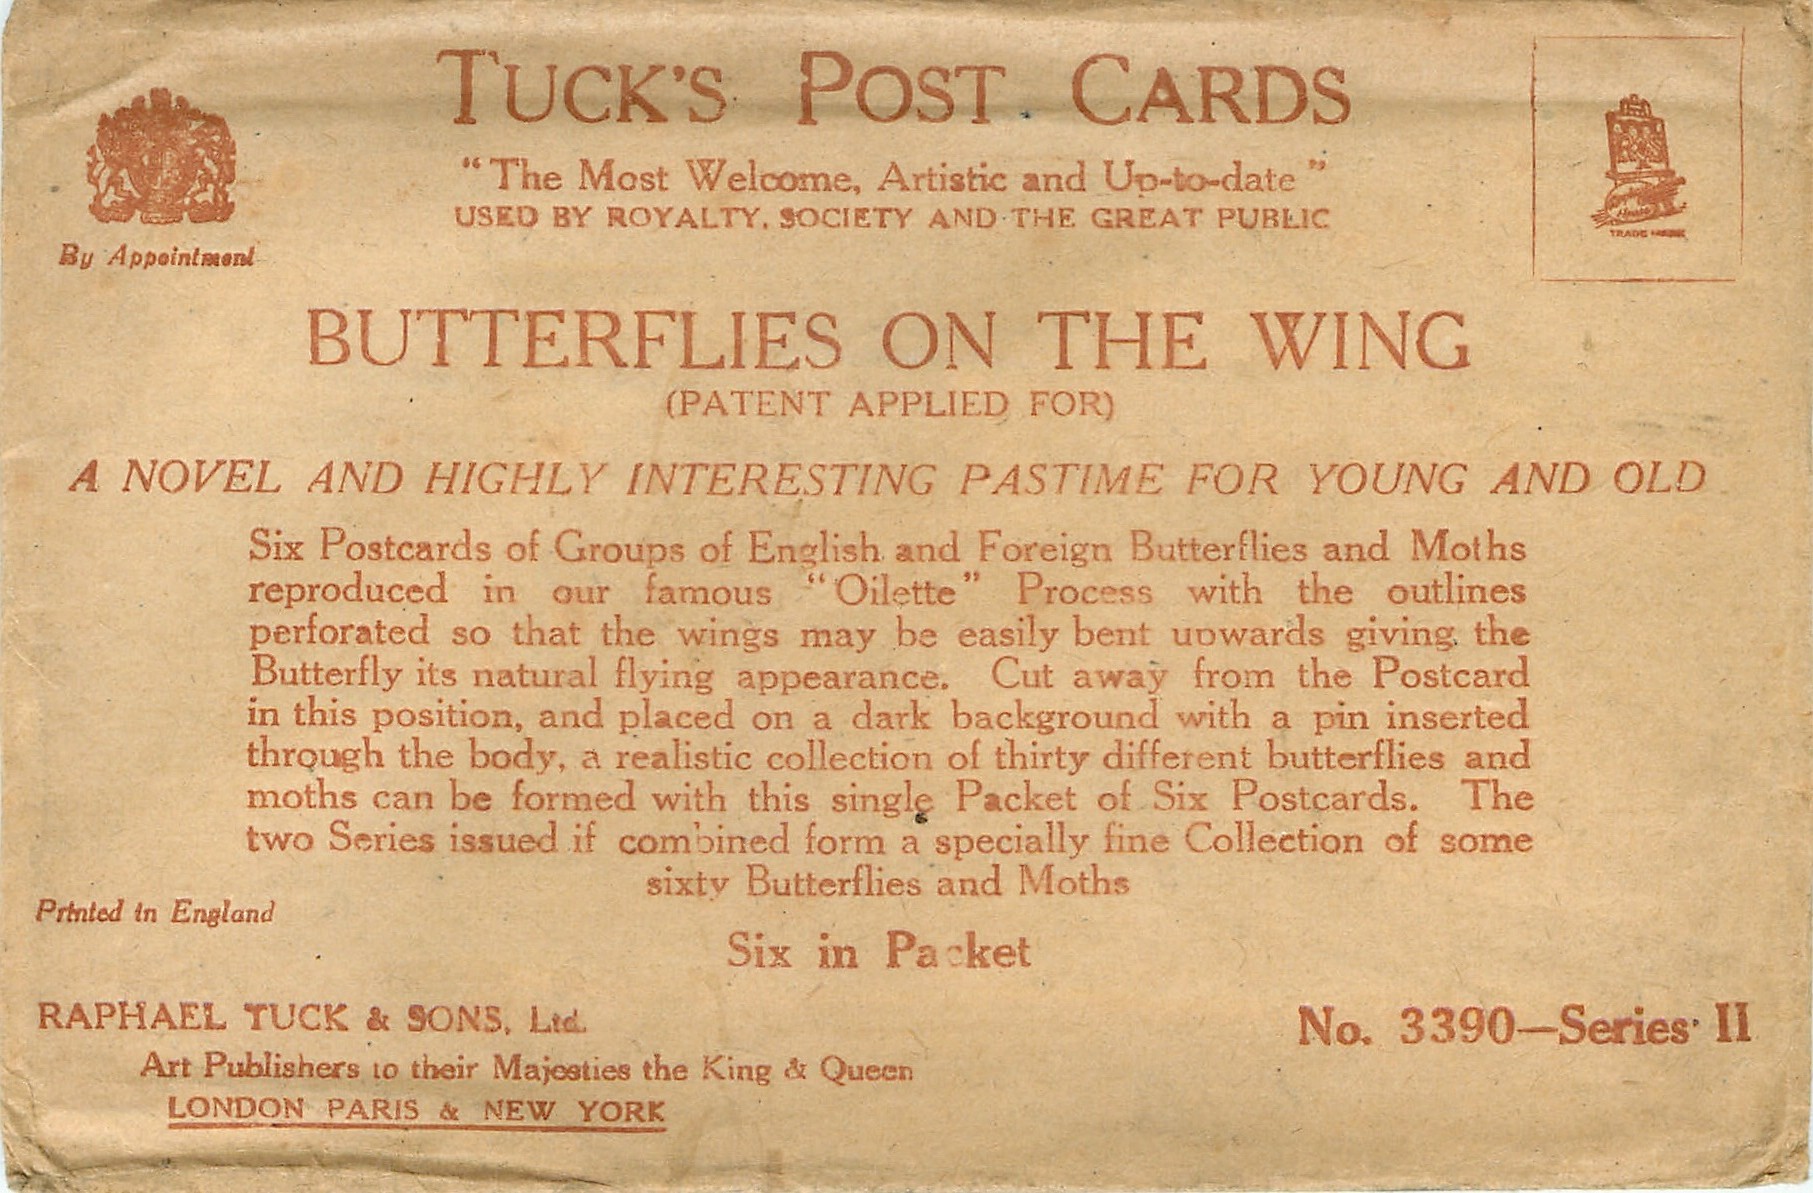 TUCK'S POST CARDS
"The Most Welcome, Artistic and Up-to-date"
USED BY ROYALTY, SOCIETY AND THE GREAT PUBLIC
By Appointment
TRADE MARK
BUTTERFLIES ON THE WING
(PATENT APPLIED FOR)
A NOVEL AND HIGHLY INTERESTING PASTIME FOR YOUNG AND OLD
Six Postcards of Groups of English and Foreign Butterflies and Moths
reproduced in our famous "Oilette" Process with the outlines
perforated so that the wings may be easily bent upwards giving the
Butterfly its natural flying appearance. Cut away from the Postcard
in this position, and placed on a dark background with a pin inserted
through the body, a realistic collection of thirty different butterflies and
moths can be formed with this single Packet of Six Postcards. The
two Series issued if combined form a specially fine Collection of some
sixty Butterflies and Moths
Printed in England
Six in Packet
RAPHAEL TUCK & SONS, Ltd.
Art Publishers to their Majesties the King & Queen
LONDON PARIS & NEW YORK
No. 3390—Series II